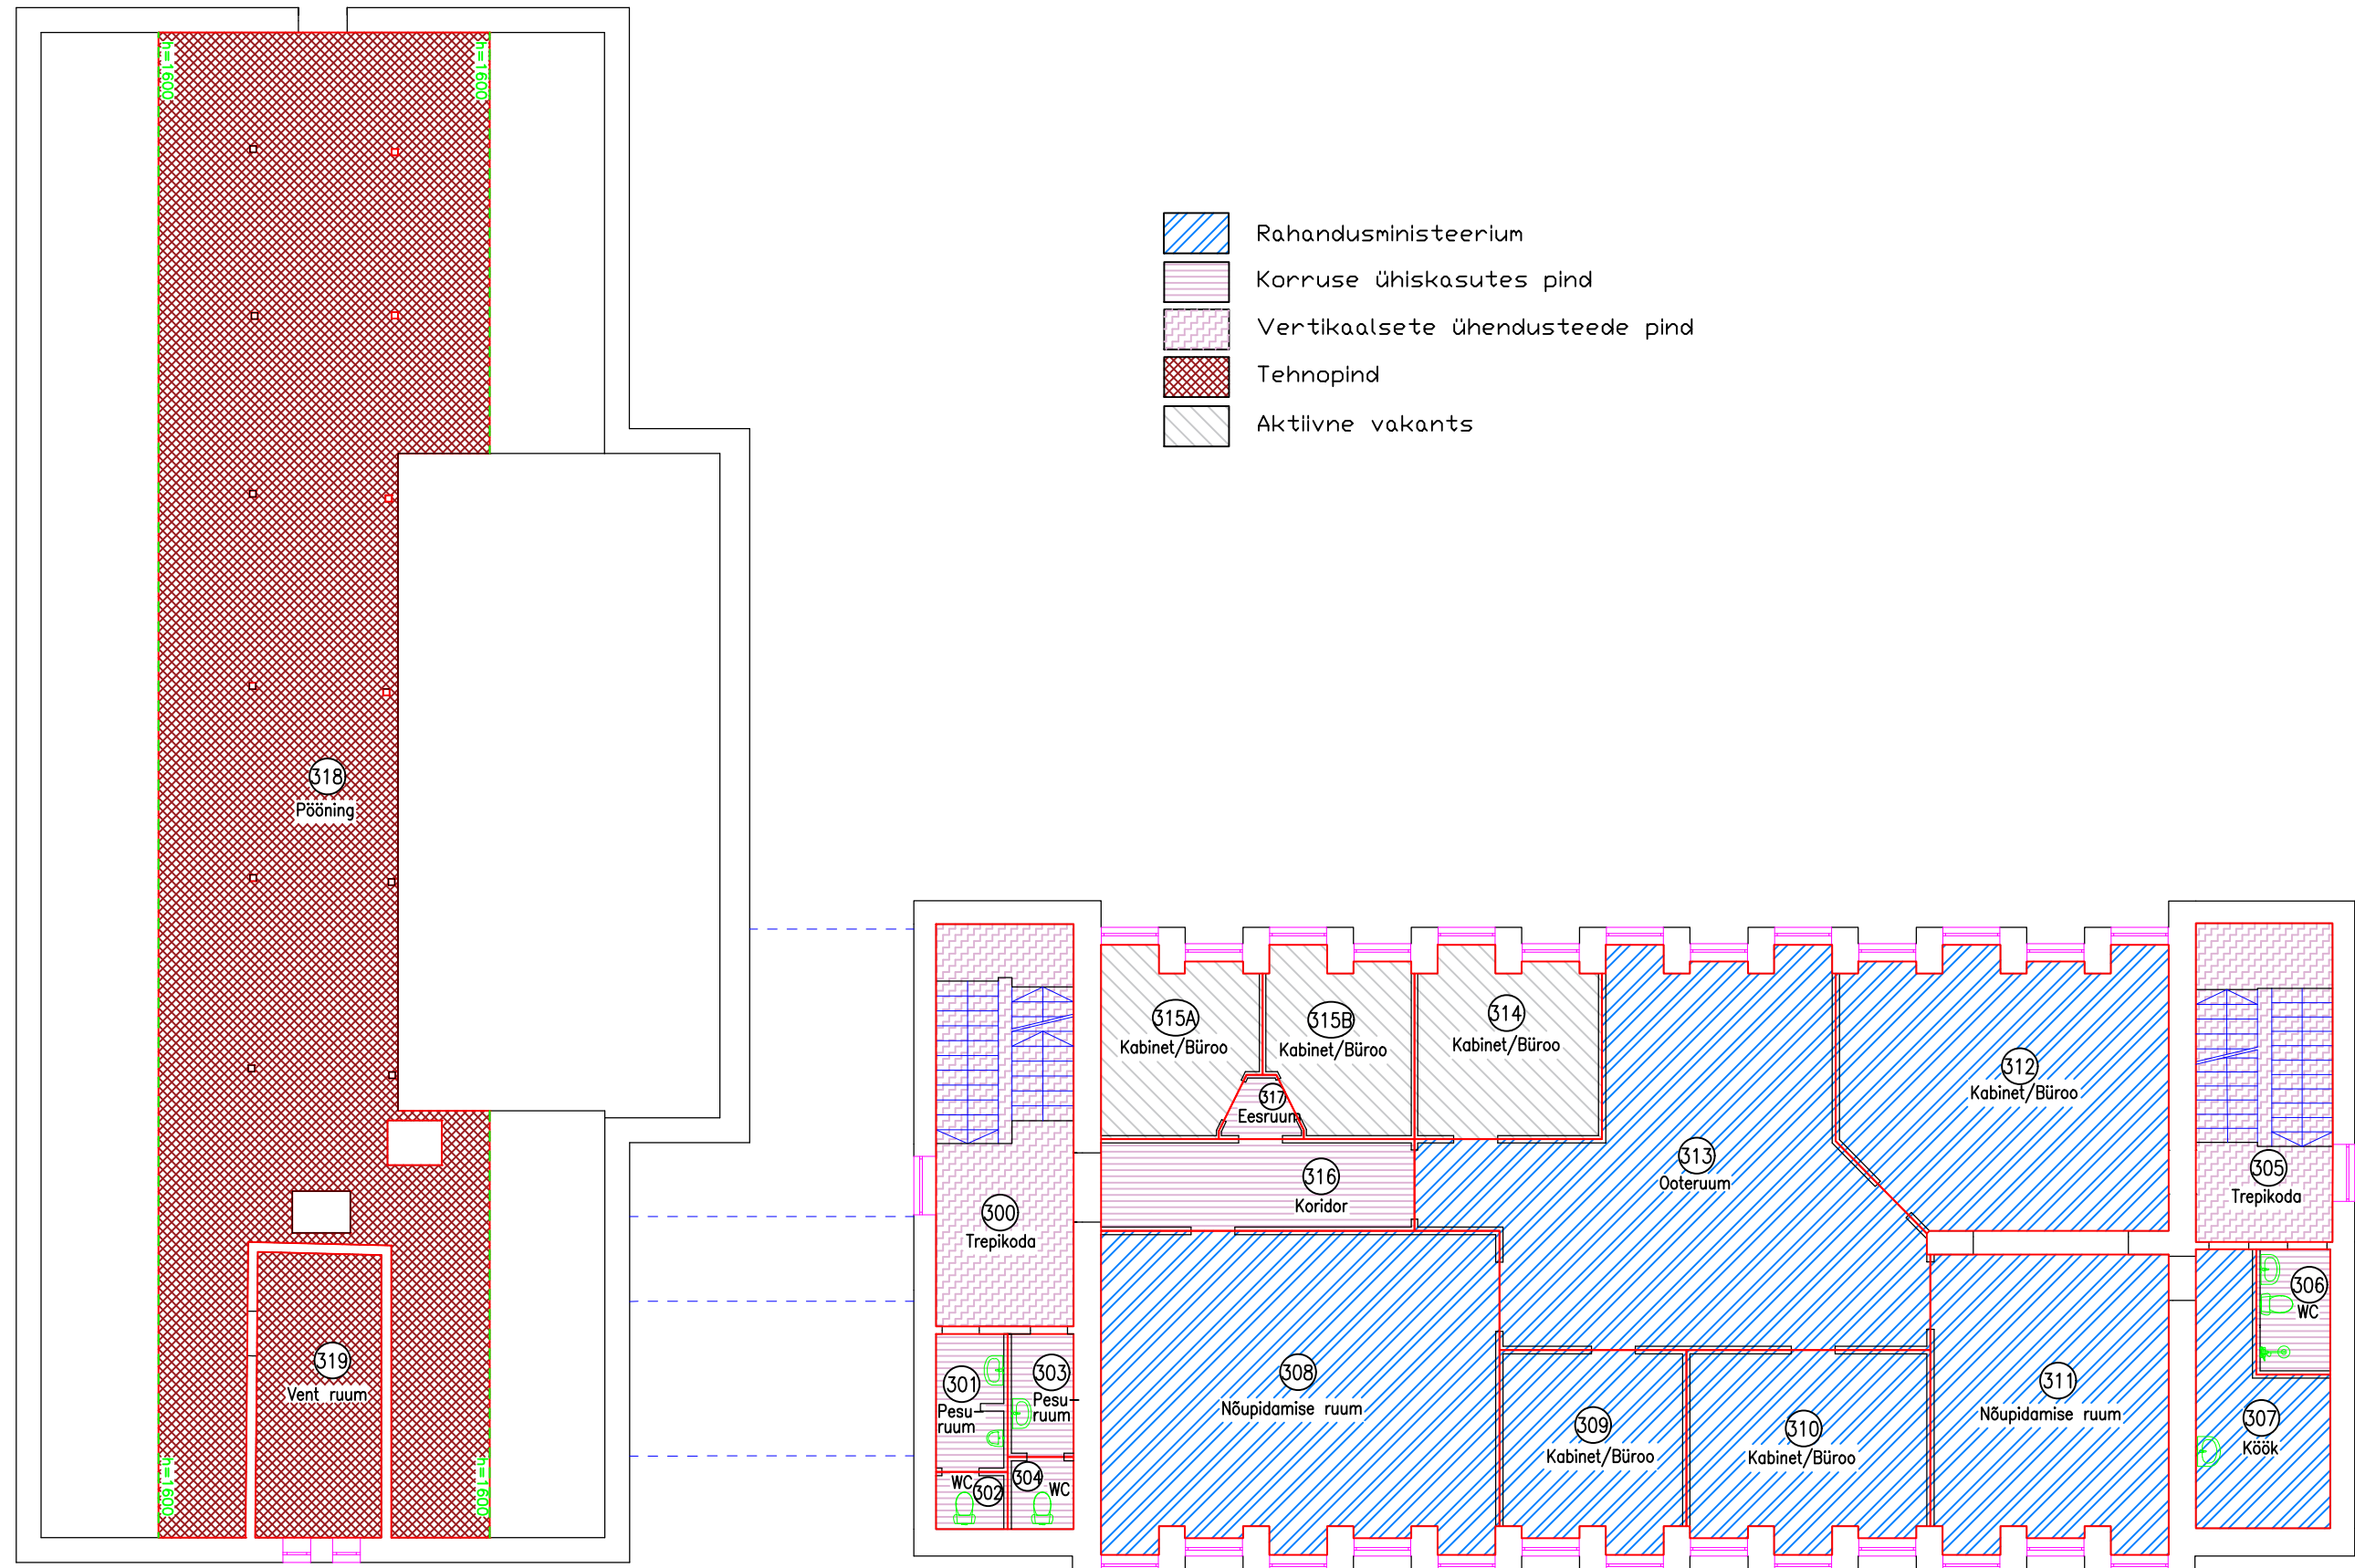 h=1600
h=1600
Rahandusministeerium
Korruse ühiskasutes pind
Vertikaalsete ühendusteede pind
Tehnopind
Aktiivne vakants
318
Pööning
315A
Kabinet/Büroo
315B
Kabinet/Büroo
314
Kabinet/Büroo
312
Kabinet/Büroo
317
Eesruum
313
Ooteruum
316
Koridor
305
Trepikoda
300
Trepikoda
306
WC
319
Vent ruum
301
Pesu-
ruum
303
Pesu-
ruum
308
Nõupidamise ruum
309
Kabinet/Büroo
310
Kabinet/Büroo
311
Nõupidamise ruum
307
Köök
WC
302
304
WC
h=1600
h=1600